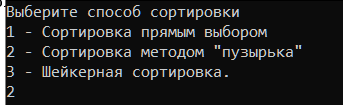 Выберите способ сортировки
1 - Сортировка прямым выбором
2 - Сортировка методом "пузырька"
3 - Шейкерная сортировка.
2